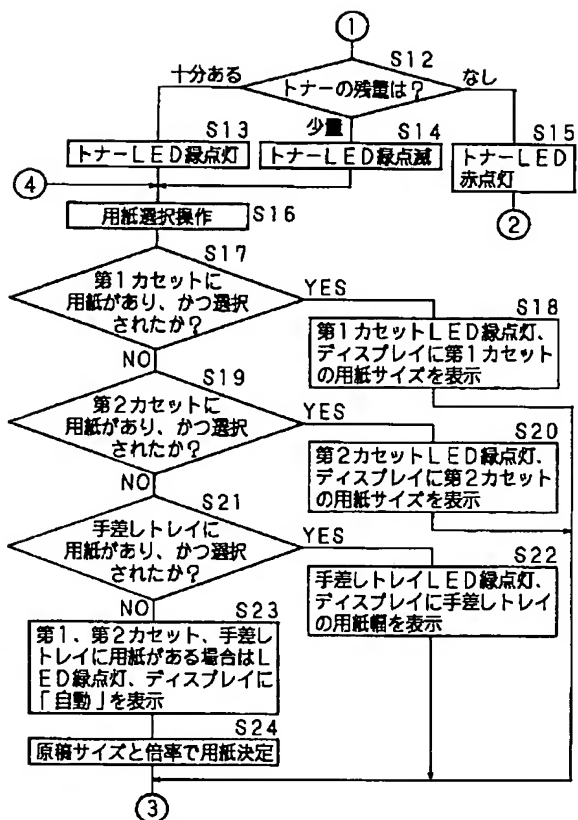 ①
S12
十分ある
トナーの残量は？
なし
S13
少量
S14
S15
トナーLED緑点灯
トナーLED緑点滅
トナーLED
赤点灯
④
②
用紙選択操作
S16
S17
第1カセットに
用紙があり、かつ選択
されたか？
YES
S18
第1カセットLED緑点灯、
ディスプレイに第1カセット
の用紙サイズを表示
NO
S19
第2カセットに
用紙があり、かつ選択
されたか？
YES
S20
第2カセットLED緑点灯、
ディスプレイに第2カセット
の用紙サイズを表示
NO
S21
手差しトレイに
用紙があり、かつ選択
されたか？
YES
S22
手差しトレイLED緑点灯、
ディスプレイに手差しトレイ
の用紙幅を表示
NO
S23
第1、第2カセット、手差し
トレイに用紙がある場合はL
ED緑点灯、ディスプレイに
「自動」を表示
S24
原稿サイズと倍率で用紙決定
③